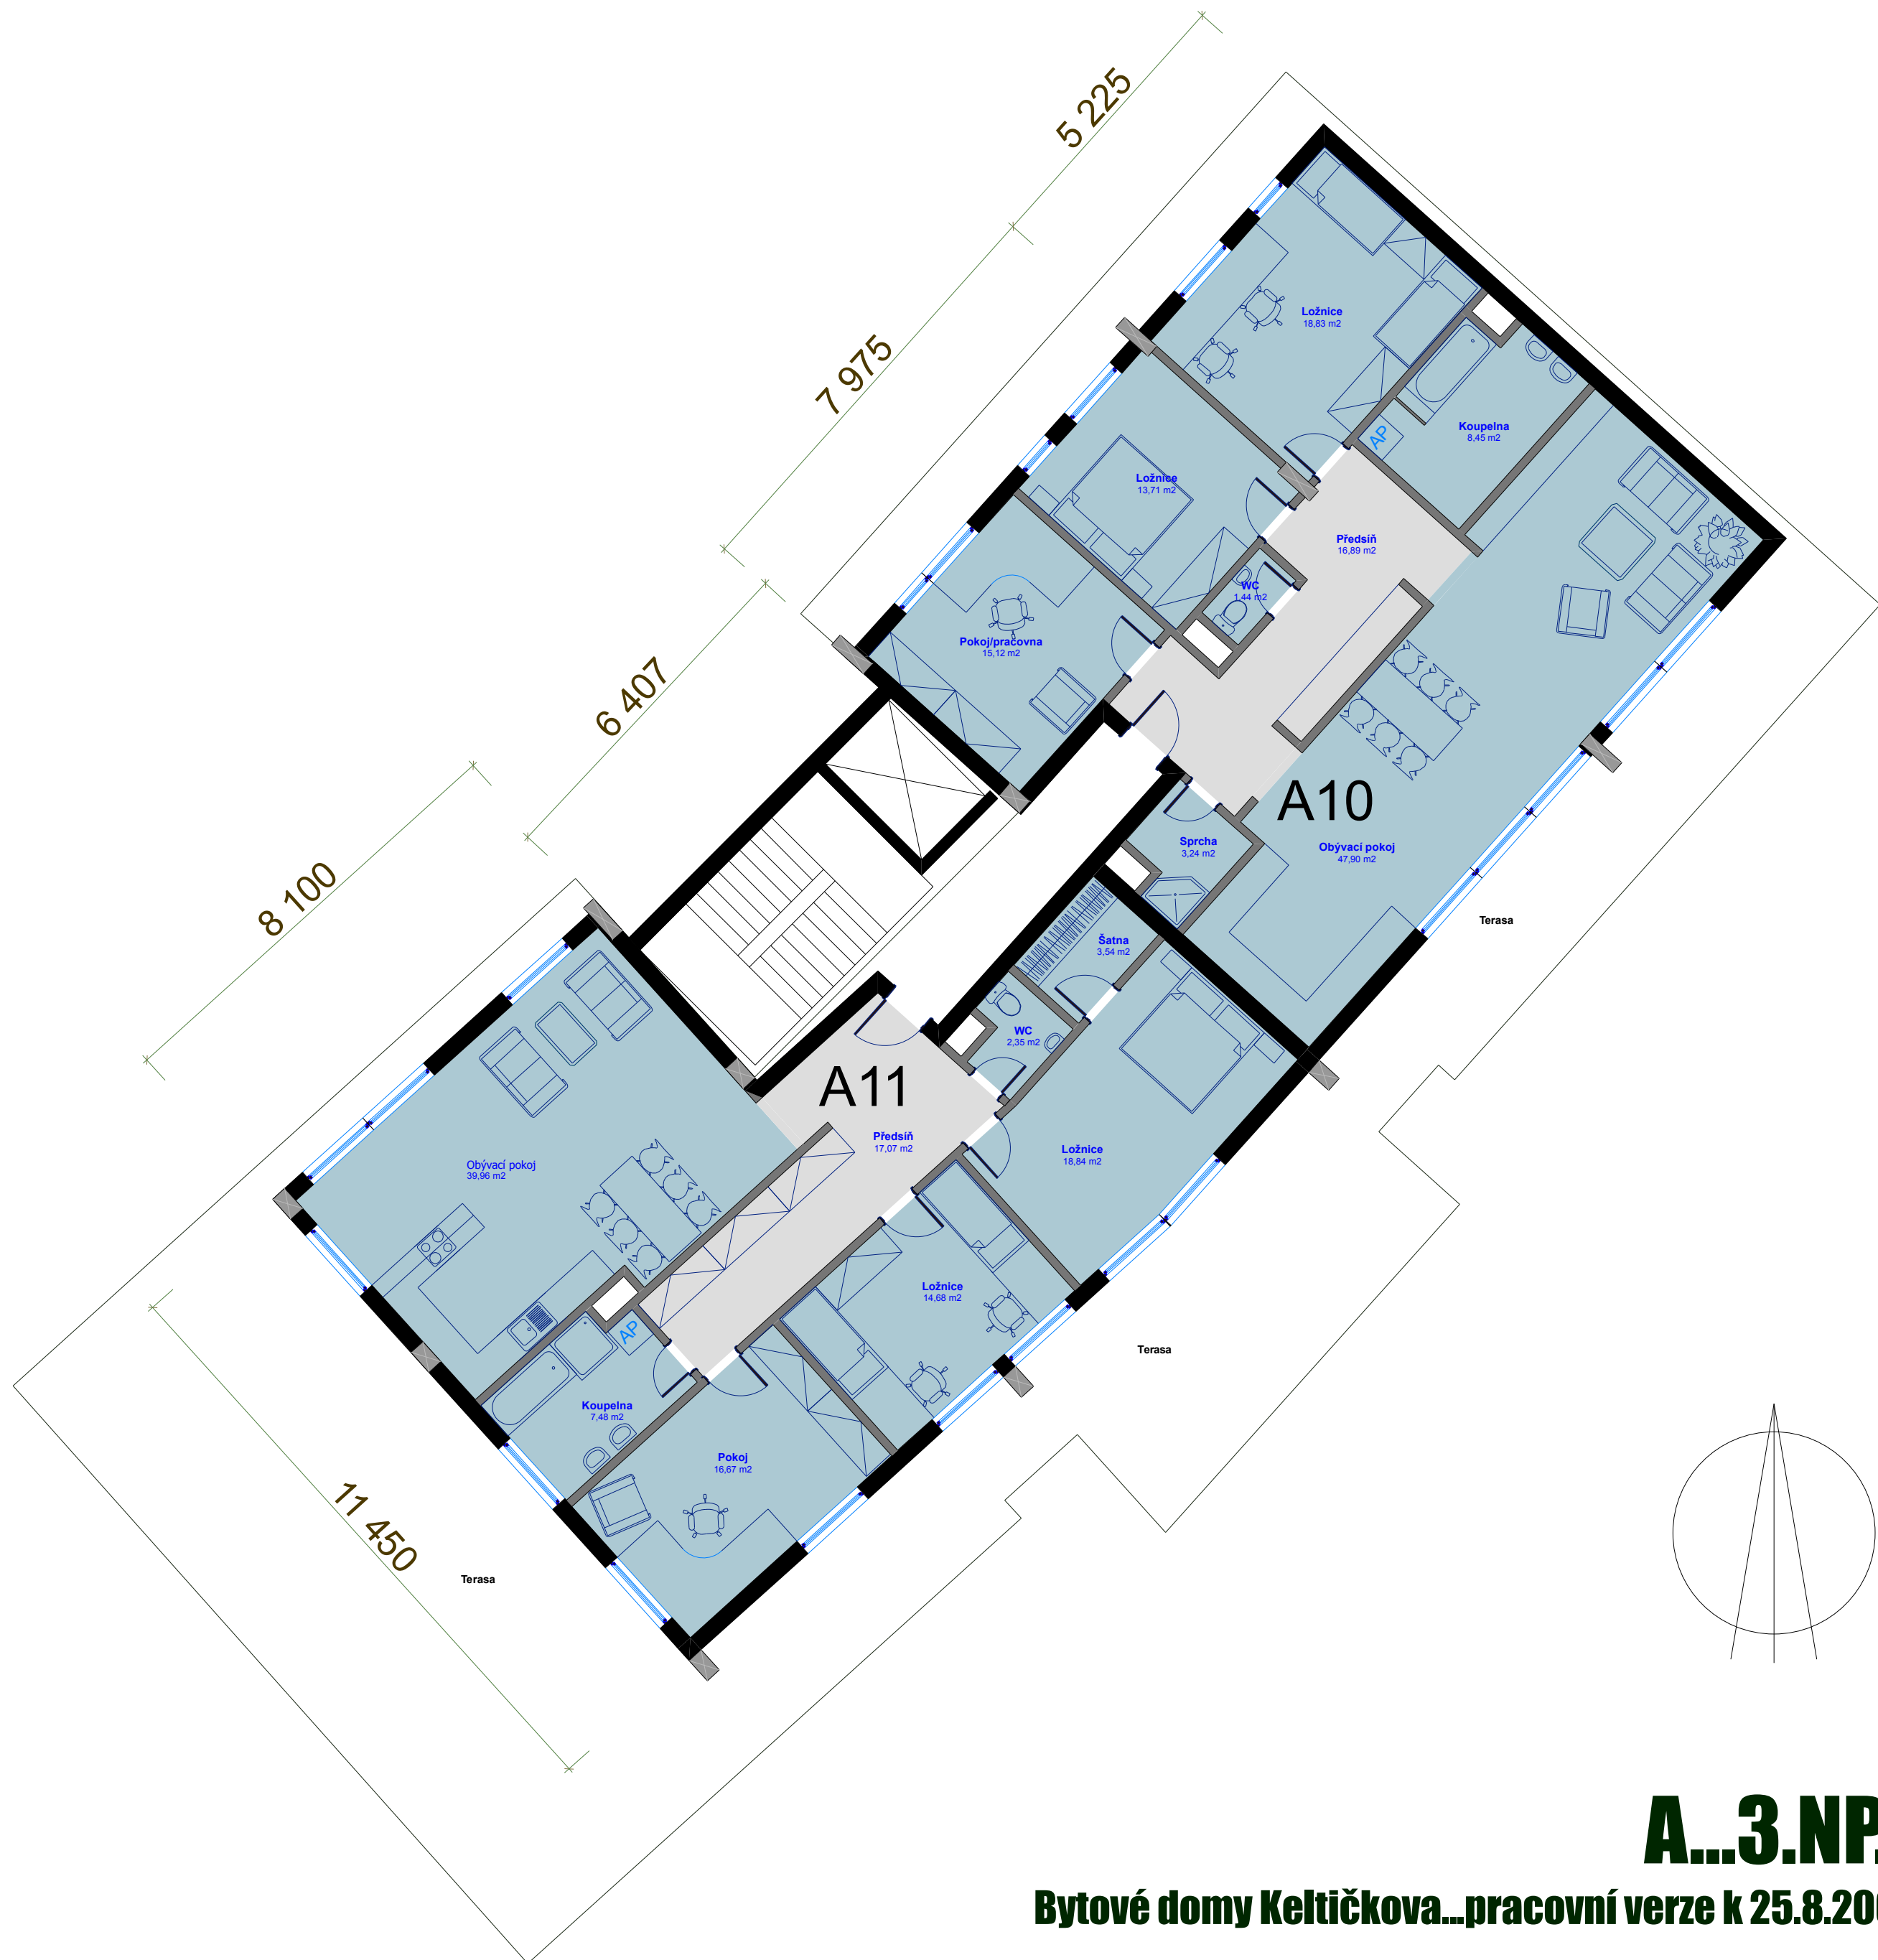 5 225
7 975
6 407
8 100
11 450
Ložnice
18,83 m2
Koupelna
8,45 m2
AP
Ložnice
13,71 m2
Předsíň
16,89 m2
WC
1,44 m2
Pokoj/pracovna
15,12 m2
A10
Sprcha
3,24 m2
Obývací pokoj
47,90 m2
Terasa
Šatna
3,54 m2
WC
2,35 m2
A11
Předsíň
17,07 m2
Ložnice
18,84 m2
Obývací pokoj
39,96 m2
Ložnice
14,68 m2
AP
Terasa
Koupelna
7,48 m2
Pokoj
16,67 m2
Terasa
A...3.NP.
Bytové domy Keltičkova...pracovní verze k